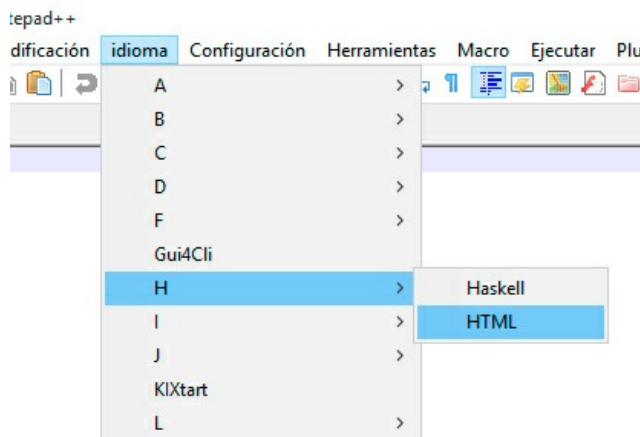 tepad++
dificación idioma Configuración Herramientas Macro Ejecutar Plu
A
B
C
D
F
Gui4Cli
H
Haskell
I
HTML
J
KIXtart
L